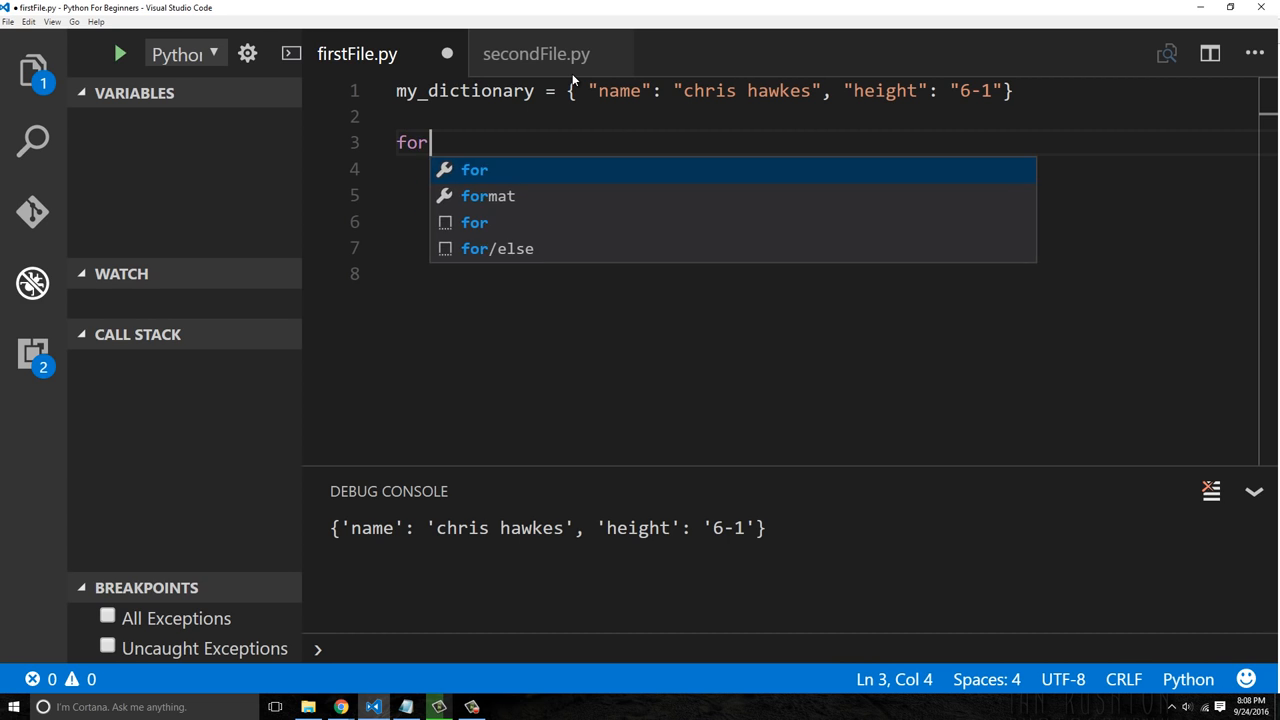 ● firstFile.py - Python For Beginners - Visual Studio Code
File Edit View Go Help
Python
firstFile.py
secondFile.py
1
VARIABLES
1 my_dictionary = { "name": "chris hawkes", "height": "6-1"}
2
3 for
for
4
format
5
for
6
for/else
7
8
WATCH
CALL STACK
2
DEBUG CONSOLE
{'name': 'chris hawkes', 'height': '6-1'}
BREAKPOINTS
All Exceptions
Uncaught Exceptions
0 0
Ln 3, Col 4
Spaces: 4
UTF-8
CRLF
Python
I'm Cortana. Ask me anything.
8:08 PM
9/24/2016